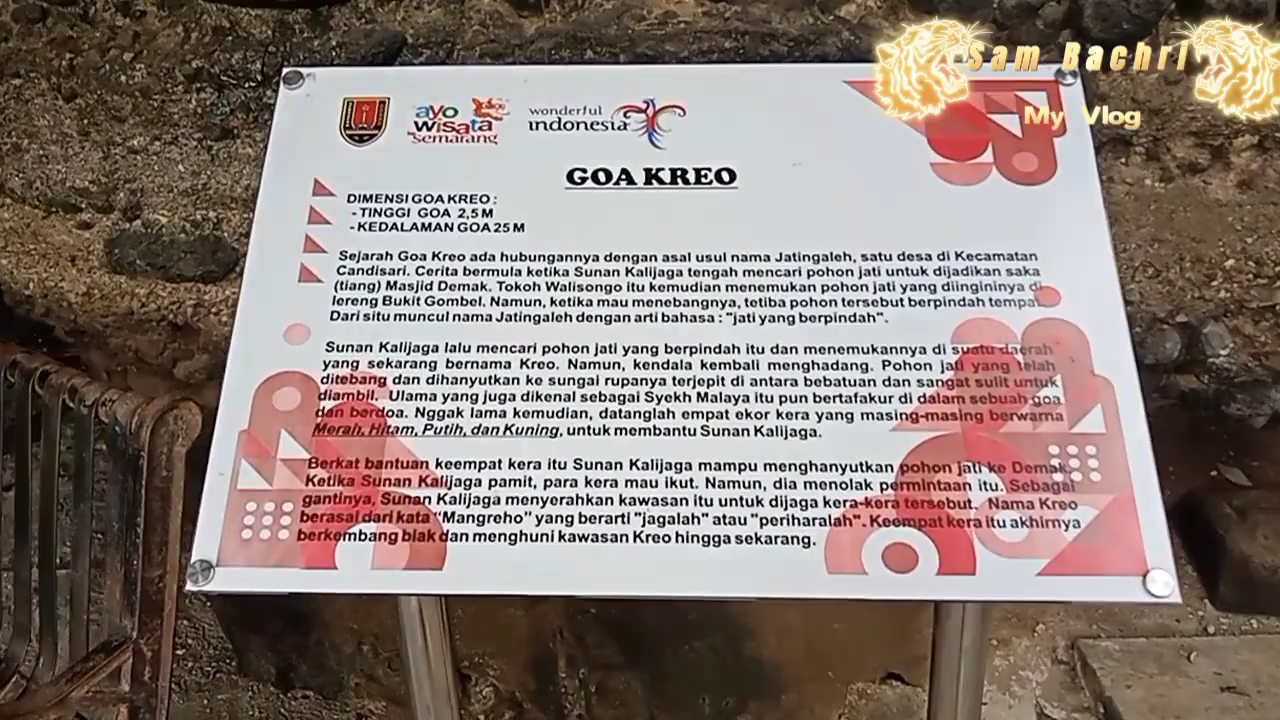 Sam Bachri
My Vlog
ayo
wisata
semarang
wonderful
indonesia
GOA KREO
DIMENSI GOA KREO :
- TINGGI GOA 2,5 M
- KEDALAMAN GOA 25 M
Sejarah Goa Kreo ada hubungannya dengan asal usul nama Jatingaleh, satu desa di Kecamatan
Candisari. Cerita bermula ketika Sunan Kalijaga tengah mencari pohon jati untuk dijadikan saka
(tiang) Masjid Demak. Tokoh Walisongo itu kemudian menemukan pohon jati yang diingininya di
lereng Bukit Gombel. Namun, ketika mau menebangnya, tetiba pohon tersebut berpindah tempat.
Dari situ muncul nama Jatingaleh dengan arti bahasa : "jati yang berpindah".
Sunan Kalijaga lalu mencari pohon jati yang berpindah itu dan menemukannya di suatu daerah
yang sekarang bernama Kreo. Namun, kendala kembali menghadang. Pohon jati yang telah
ditebang dan dihanyutkan ke sungai rupanya terjepit di antara bebatuan dan sangat sulit untuk
diambil. Ulama yang juga dikenal sebagai Syekh Malaya itu pun bertafakur di dalam sebuah goa
dan berdoa. Nggak lama kemudian, datanglah empat ekor kera yang masing-masing berwarna
Merah, Hitam, Putih, dan Kuning, untuk membantu Sunan Kalijaga.
Berkat bantuan keempat kera itu Sunan Kalijaga mampu menghanyutkan pohon jati ke Demak.
Ketika Sunan Kalijaga pamit, para kera mau ikut. Namun, dia menolak permintaan itu. Sebagai
gantinya, Sunan Kalijaga menyerahkan kawasan itu untuk dijaga kera-kera tersebut. Nama Kreo
berasal dari kata "Mangreho" yang berarti "jagalah" atau "periharalah". Keempat kera itu akhirnya
berkembang biak dan menghuni kawasan Kreo hingga sekarang.